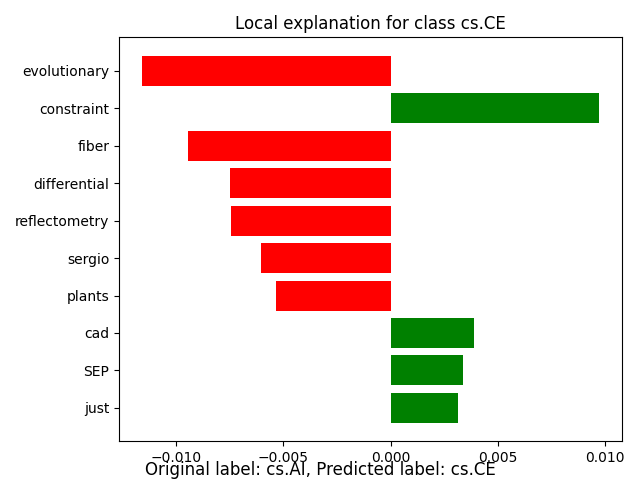 Local explanation for class cs.CE
evolutionary
constraint
fiber
differential
reflectometry
sergio
plants
cad
SEP
just
−0.010 −0.005 0.000 0.005 0.010
Original label: cs.AI, Predicted label: cs.CE